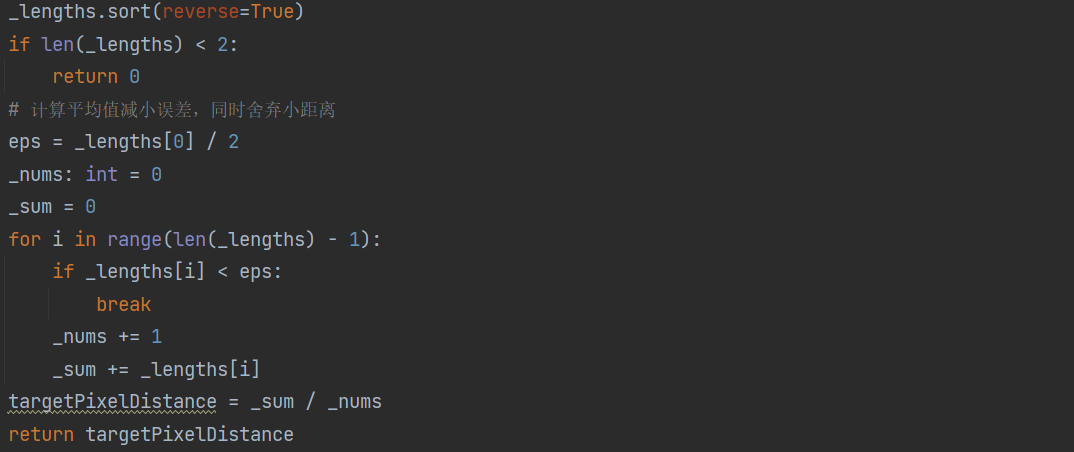 _lengths.sort(reverse=True)
if len(_lengths) < 2:
    return 0
# 计算平均值减小误差，同时舍弃小距离
eps = _lengths[0] / 2
_nums: int = 0
_sum = 0
for i in range(len(_lengths) - 1):
    if _lengths[i] < eps:
        break
    _nums += 1
    _sum += _lengths[i]
targetPixelDistance = _sum / _nums
return targetPixelDistance